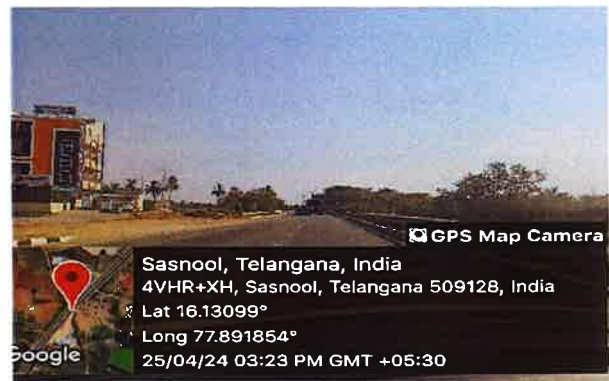 GPS Map Camera
Sasnool, Telangana, India
4VHR+XH, Sasnool, Telangana 509128, India
Lat 16.13099°
Long 77.891854°
25/04/24 03:23 PM GMT +05:30
Google